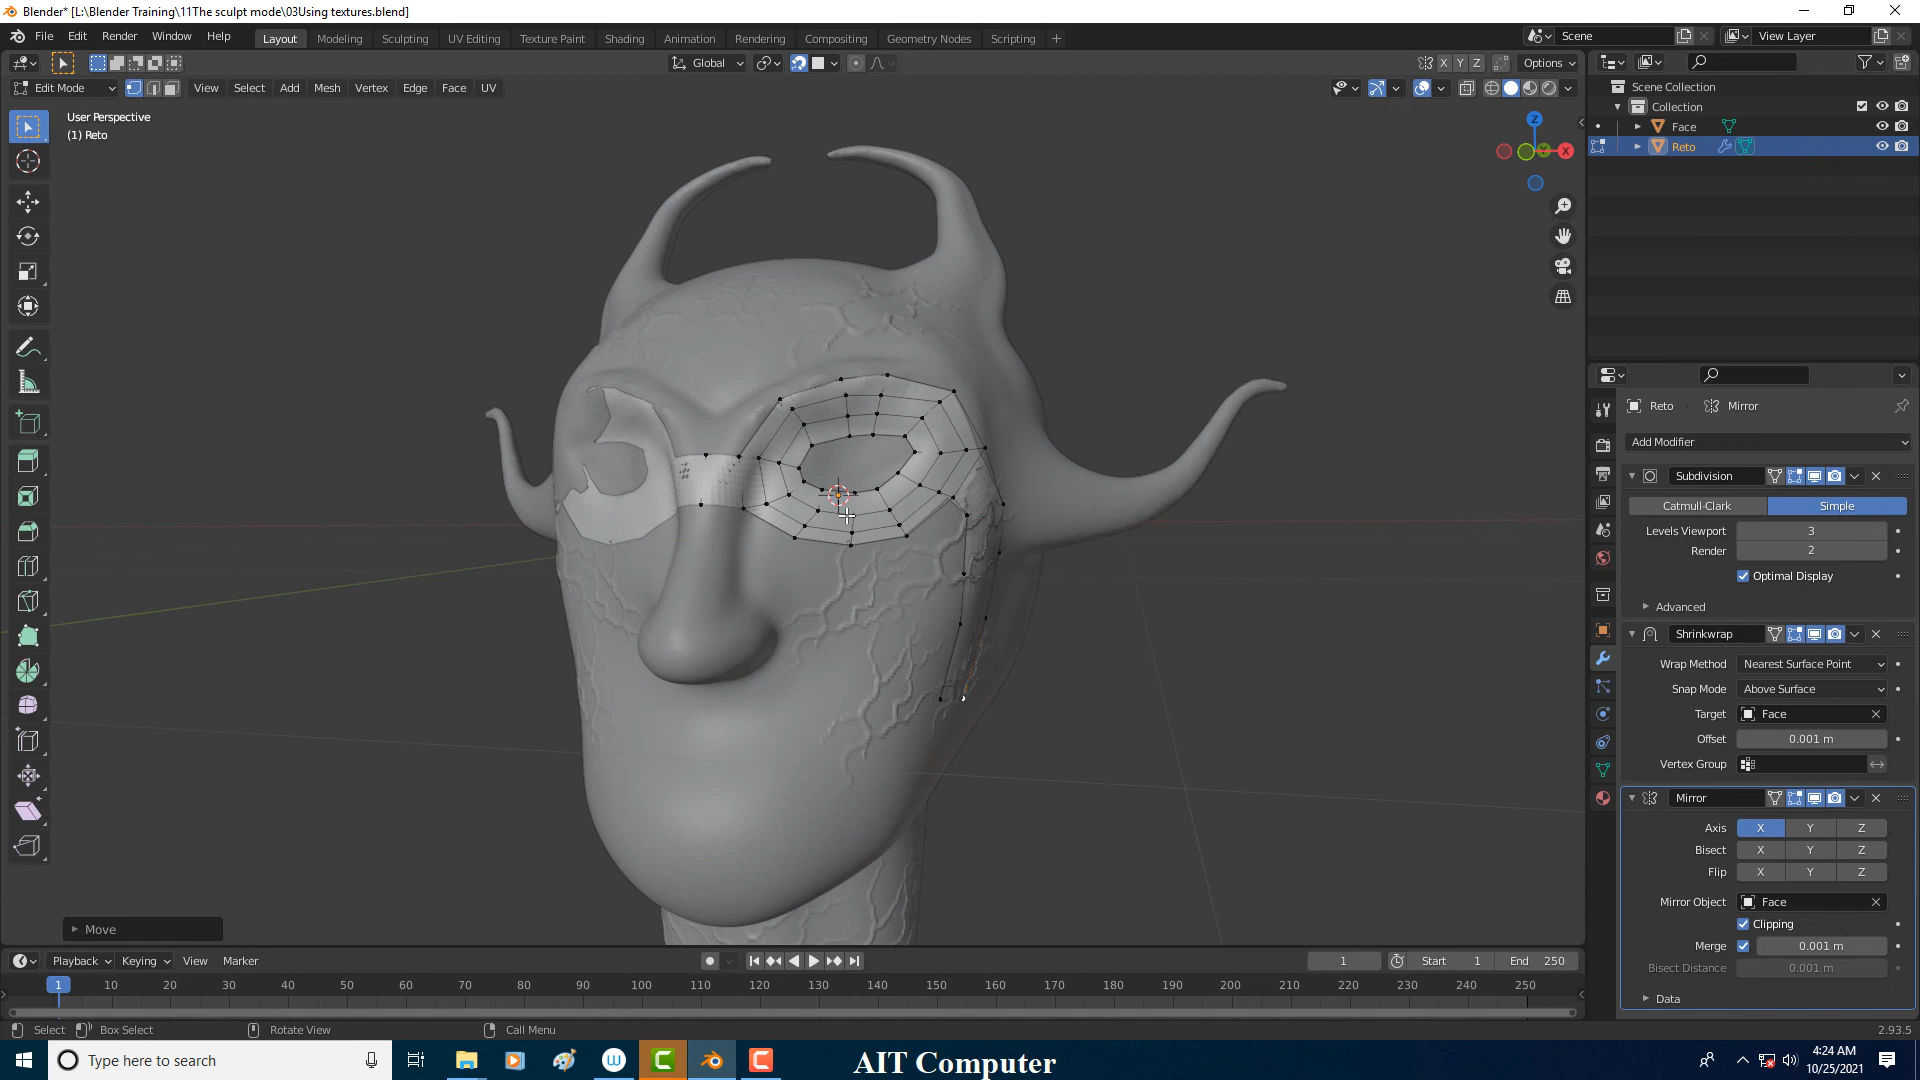 Blender* [L:\Blender Training\11The sculpt mode\03Using textures.blend]
File Edit Render Window Help Layout Modeling Sculpting UV Editing Texture Paint Shading Animation Rendering Compositing Geometry Nodes Scripting + Scene View Layer
Global Options X Y Z
Edit Mode View Select Add Mesh Vertex Edge Face UV
User Perspective
(1) Reto
Z
X
Y
Scene Collection
Collection
Face
Reto
Reto Mirror
Add Modifier
Subdivision
Catmull-Clark Simple
Levels Viewport 3
Render 2
Optimal Display
Advanced
Shrinkwrap
Wrap Method Nearest Surface Point
Snap Mode Above Surface
Target Face
Offset 0.001 m
Vertex Group
Mirror
Axis X Y Z
Bisect X Y Z
Flip X Y Z
Mirror Object Face
Clipping
Merge 0.001 m
Bisect Distance 0.001 m
Data
Move
Playback Keying View Marker 1 Start 1 End 250
1 10 20 30 40 50 60 70 80 90 100 110 120 130 140 150 160 170 180 190 200 210 220 230 240 250
Select Box Select Rotate View Call Menu 2.93.5
Type here to search
AIT Computer
4:24 AM
10/25/2021